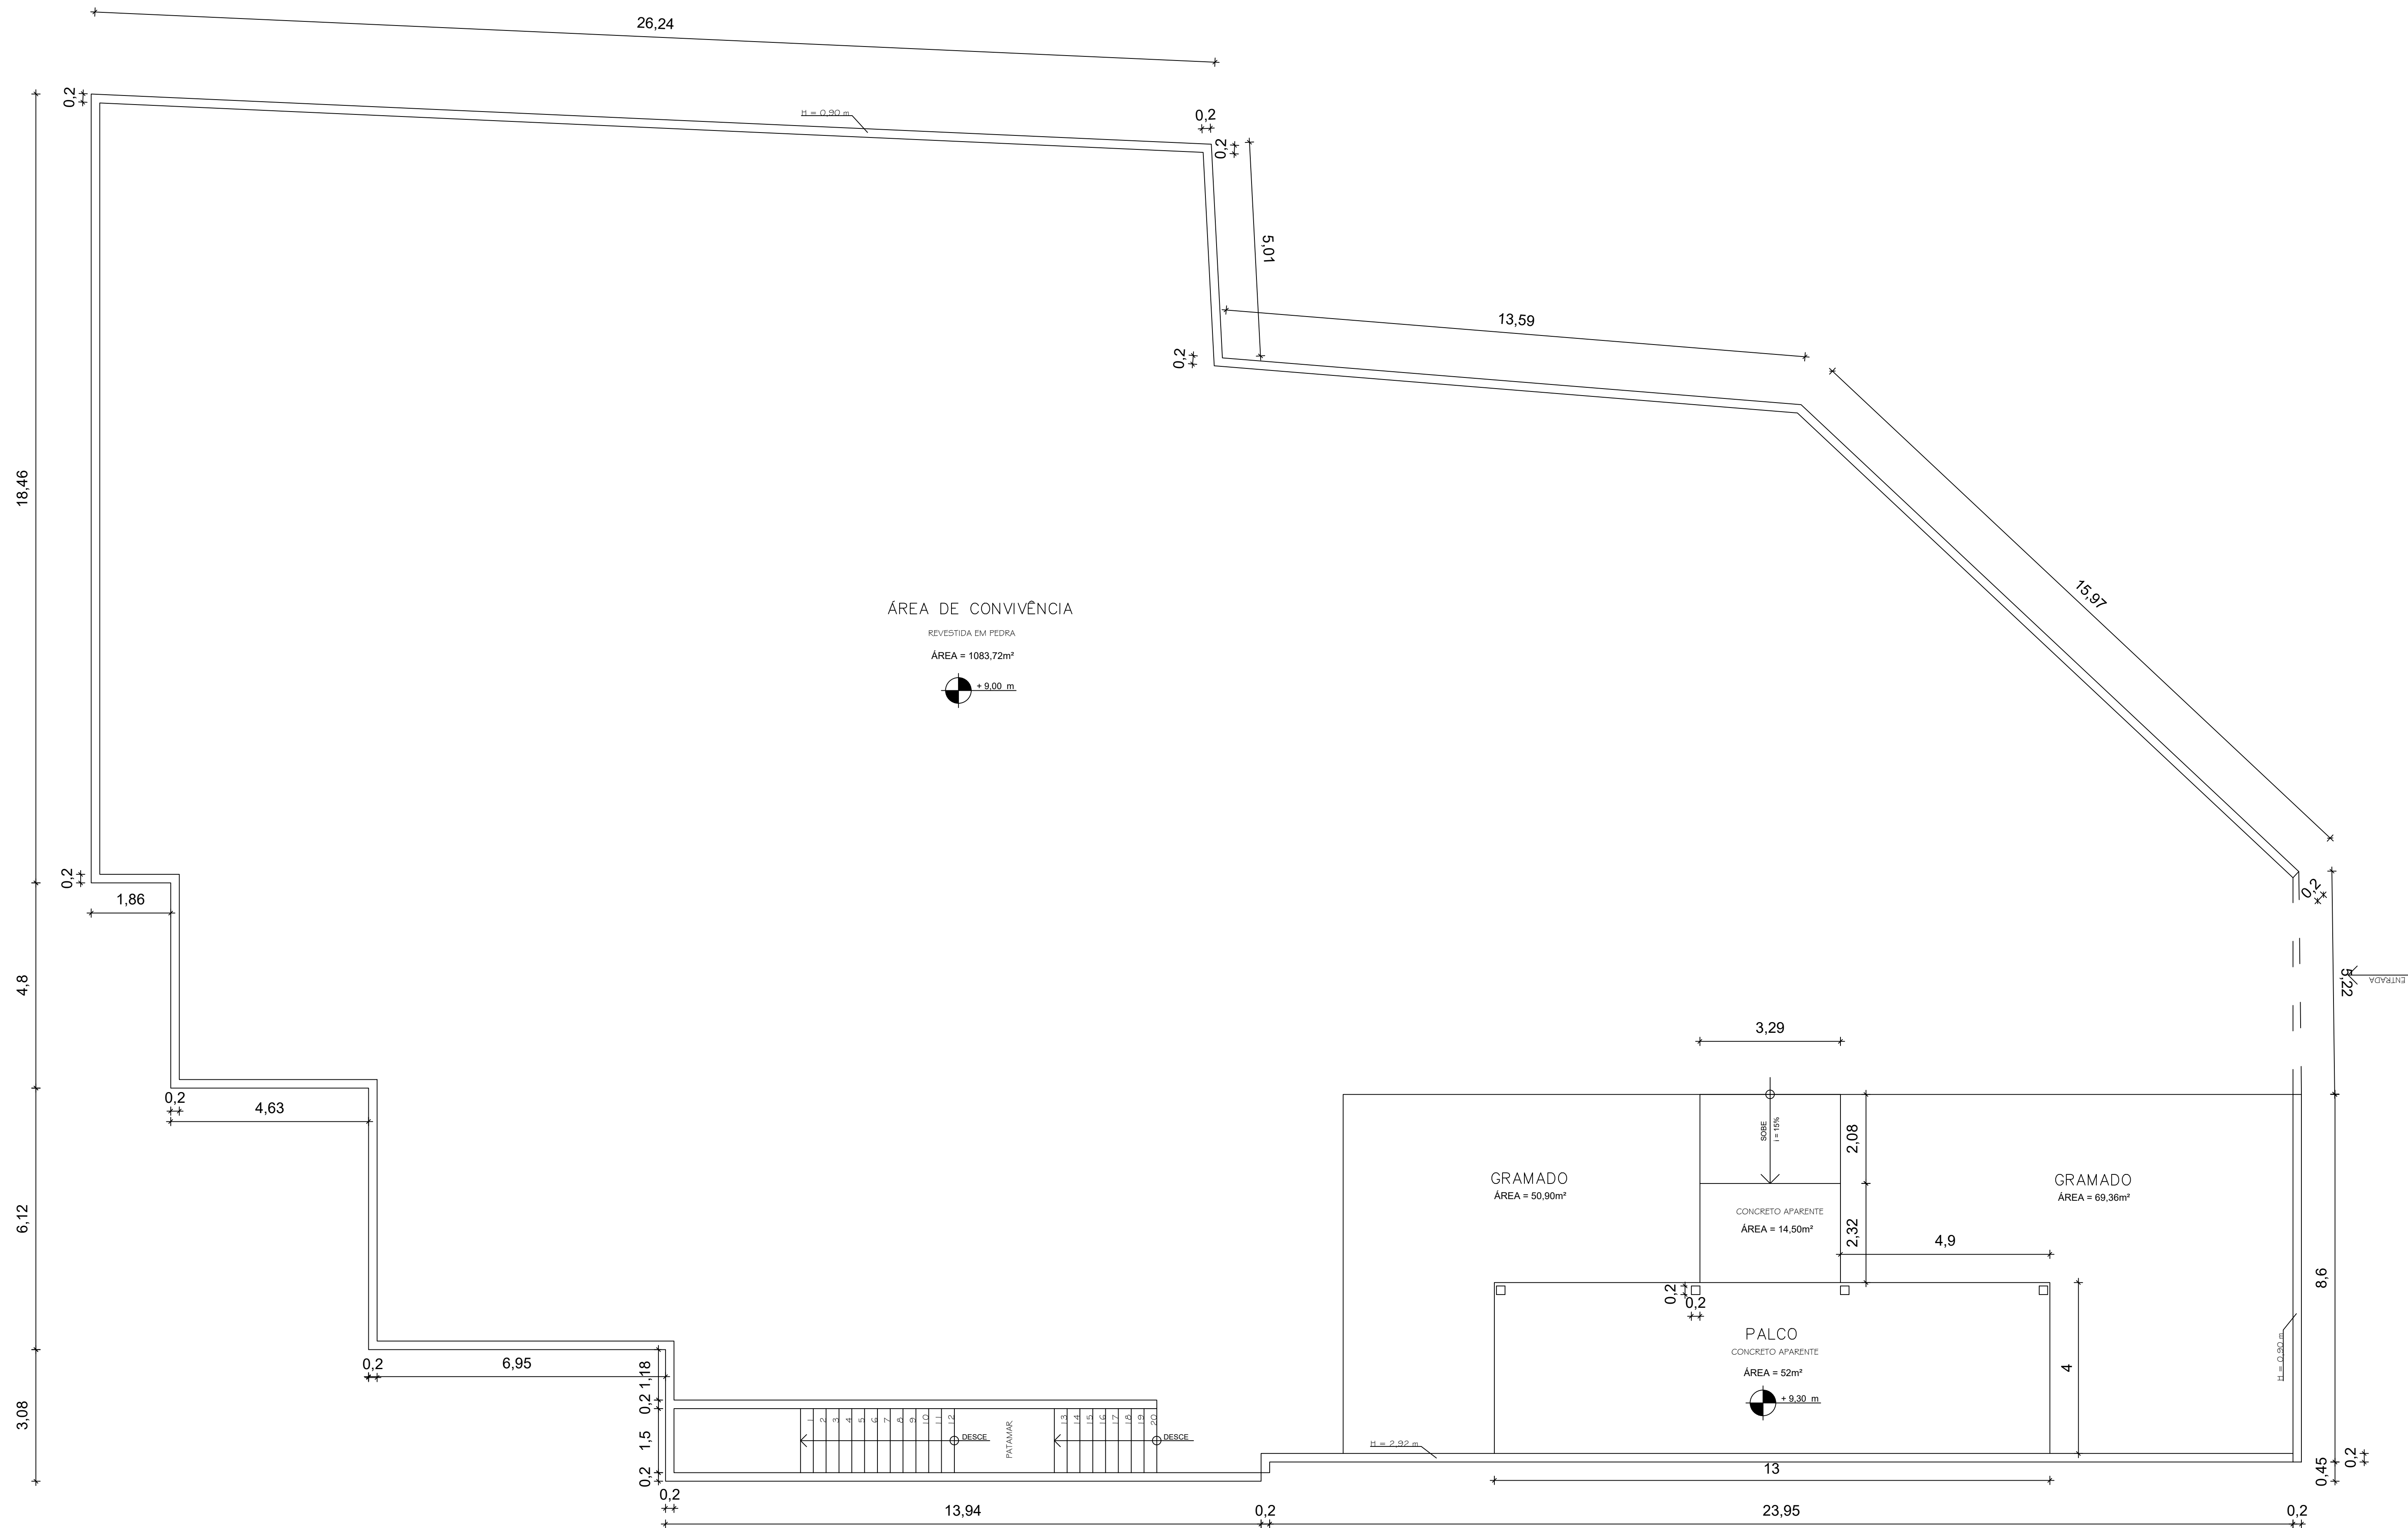 26,24
0,2
H = 0,90 m
0,2
0,2
5,01
13,59
0,2
18,46
15,97
ÁREA DE CONVIVÊNCIA
REVESTIDA EM PEDRA
ÁREA = 1083,72m²
+ 9,00 m
0,2
0,2
1,86
4,8
5,22
ENTRADA
3,29
0,2
4,63
SOBE
i = 15%
2,08
GRAMADO
ÁREA = 50,90m²
GRAMADO
ÁREA = 69,36m²
CONCRETO APARENTE
ÁREA = 14,50m²
2,32
4,9
6,12
8,6
0,2
0,2
PALCO
CONCRETO APARENTE
ÁREA = 52m²
+ 9,30 m
4
H = 0,90 m
0,2
6,95
1,18
0,2
1,5
0,2
3,08
1 2 3 4 5 6 7 8 9 10 11 12
DESCE
PATAMAR
13 14 15 16 17 18 19 20
DESCE
H = 2,92 m
13
0,45
0,2
0,2
13,94
0,2
23,95
0,2